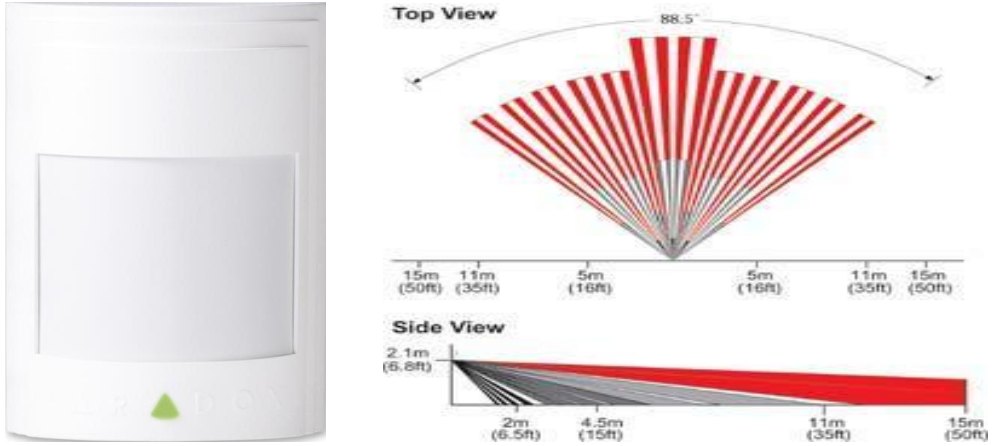 PARADOX
Top View
88.5°
15m 11m 5m 5m 11m 15m
(50ft) (35ft) (16ft) (16ft) (35ft) (50ft)
Side View
2.1m
(6.8ft)
2m 4.5m 11m 15m
(6.5ft) (15ft) (35ft) (50ft)